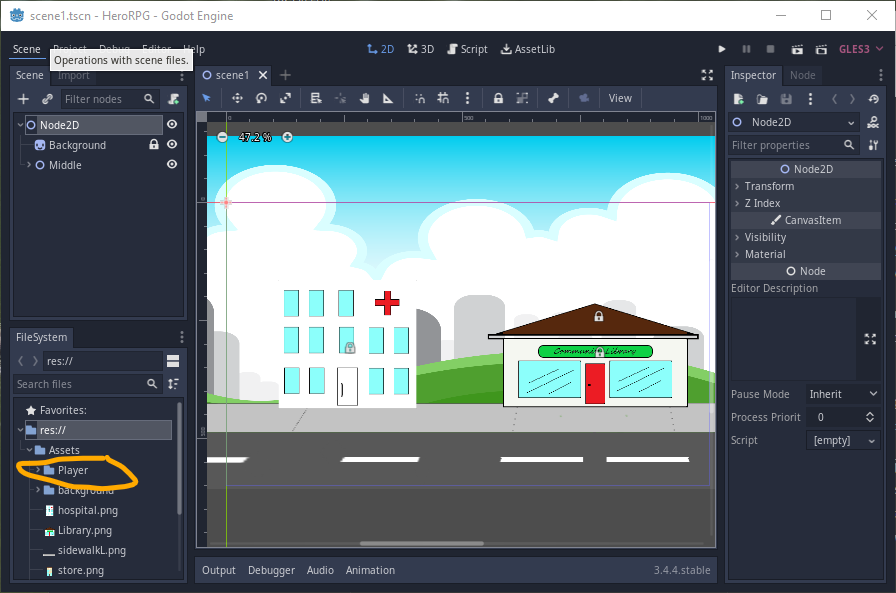 scene1.tscn - HeroRPG - Godot Engine
Scene Project Debug Editor Help 2D 3D Script AssetLib GLES3
Operations with scene files.
Scene Import
Filter nodes
Node2D
Background
Middle
scene1
View
0 500 1000
47.2 %
0
500
Community Library
FileSystem
res://
Search files
Favorites:
res://
Assets
Player
background
hospital.png
Library.png
sidewalkL.png
store.png
Output Debugger Audio Animation 3.4.4.stable
Inspector Node
Node2D
Filter properties
Node2D
Transform
Z Index
CanvasItem
Visibility
Material
Node
Editor Description
Pause Mode Inherit
Process Priorit 0
Script [empty]